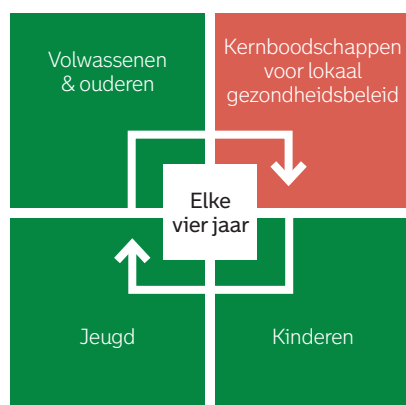 Volwassenen
& ouderen
Kernboodschappen
voor lokaal
gezondheidsbeleid
Elke
vier jaar
Jeugd
Kinderen